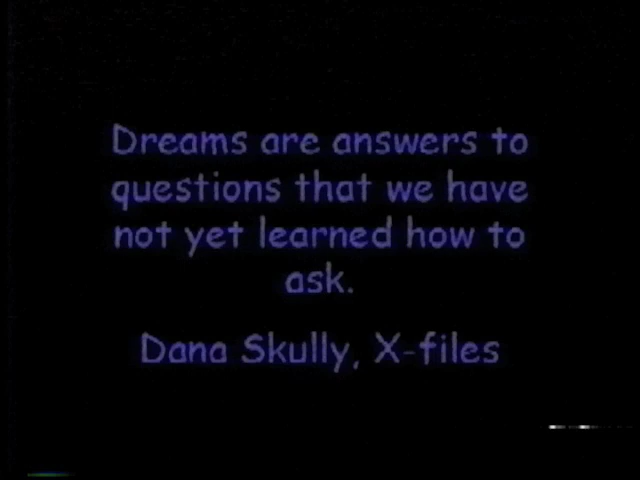 Dreams are answers to
questions that we have
not yet learned how to
ask.
Dana Skully, X-files